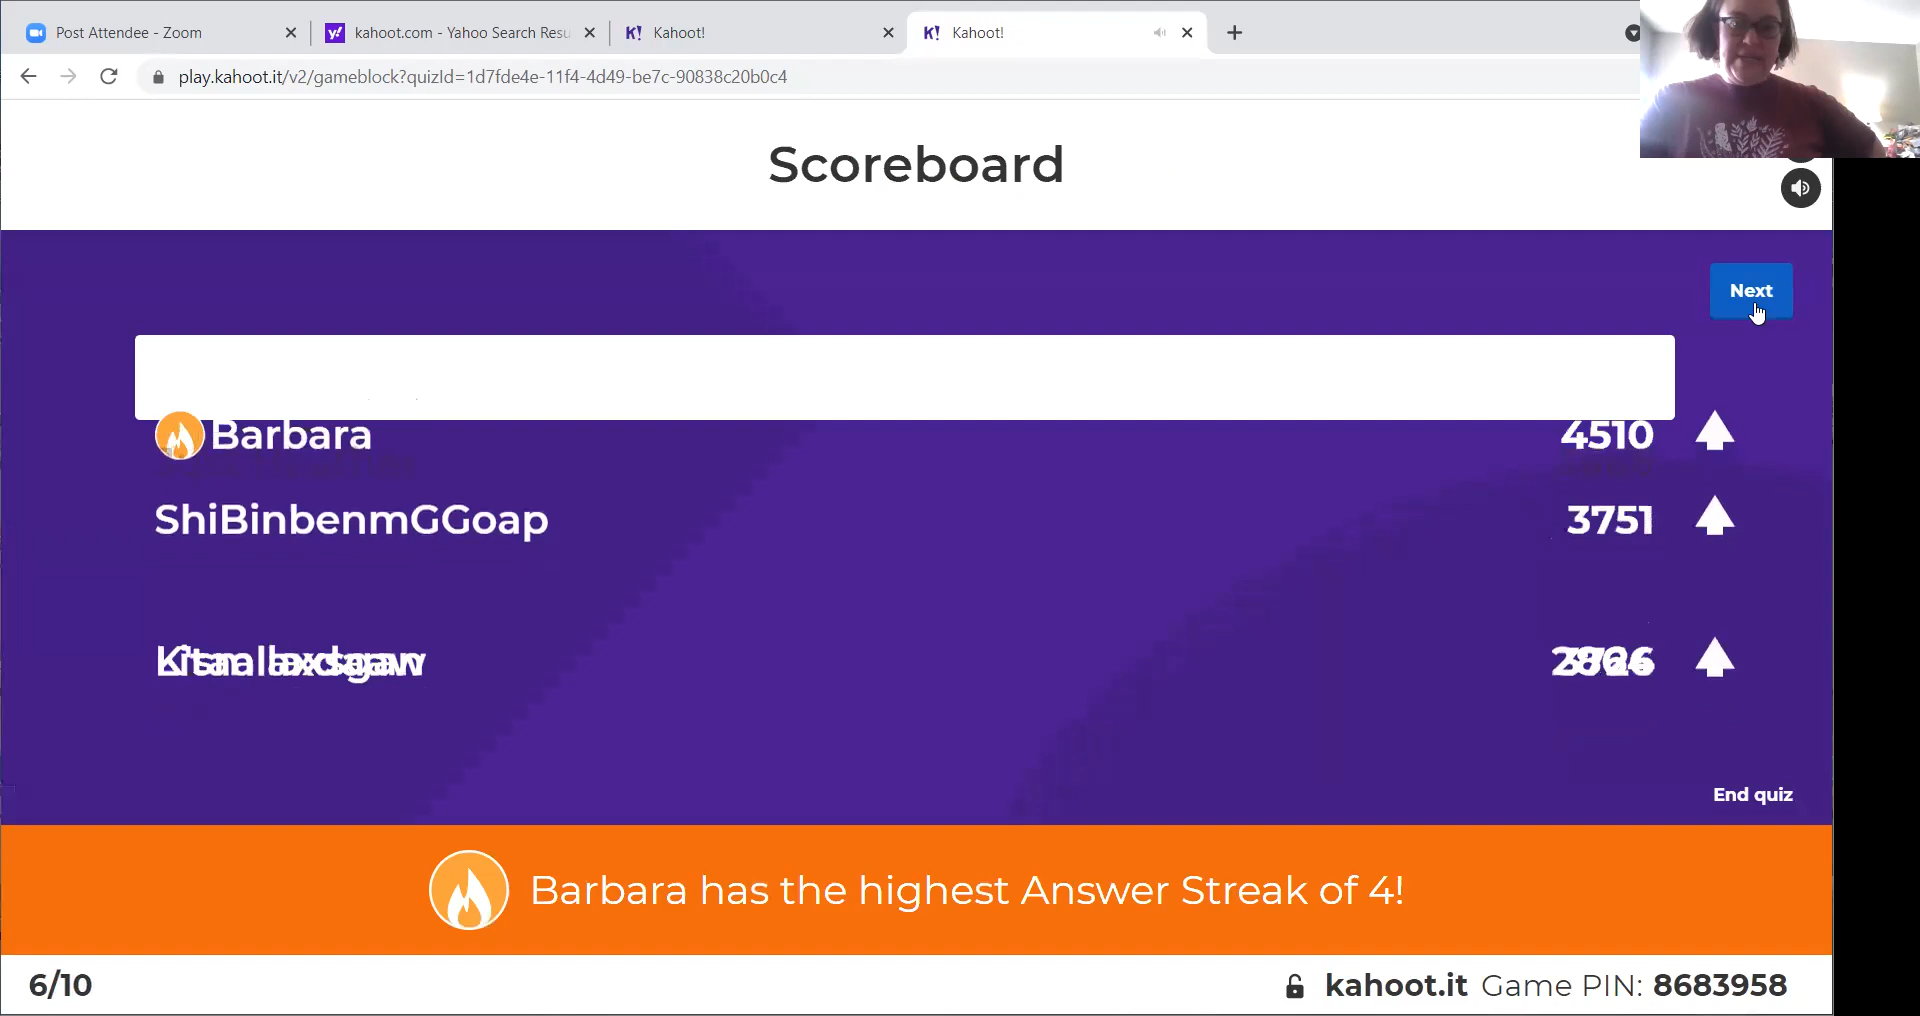 Post Attendee - Zoom
kahoot.com - Yahoo Search Resu
K! Kahoot!
K! Kahoot!
play.kahoot.it/v2/gameblock?quizId=1d7fde4e-11f4-4d49-be7c-90838c20b0c4
Scoreboard
Next
Barbara 4510
ShiBinbenmGGoap 3751
End quiz
Barbara has the highest Answer Streak of 4!
6/10
kahoot.it Game PIN: 8683958